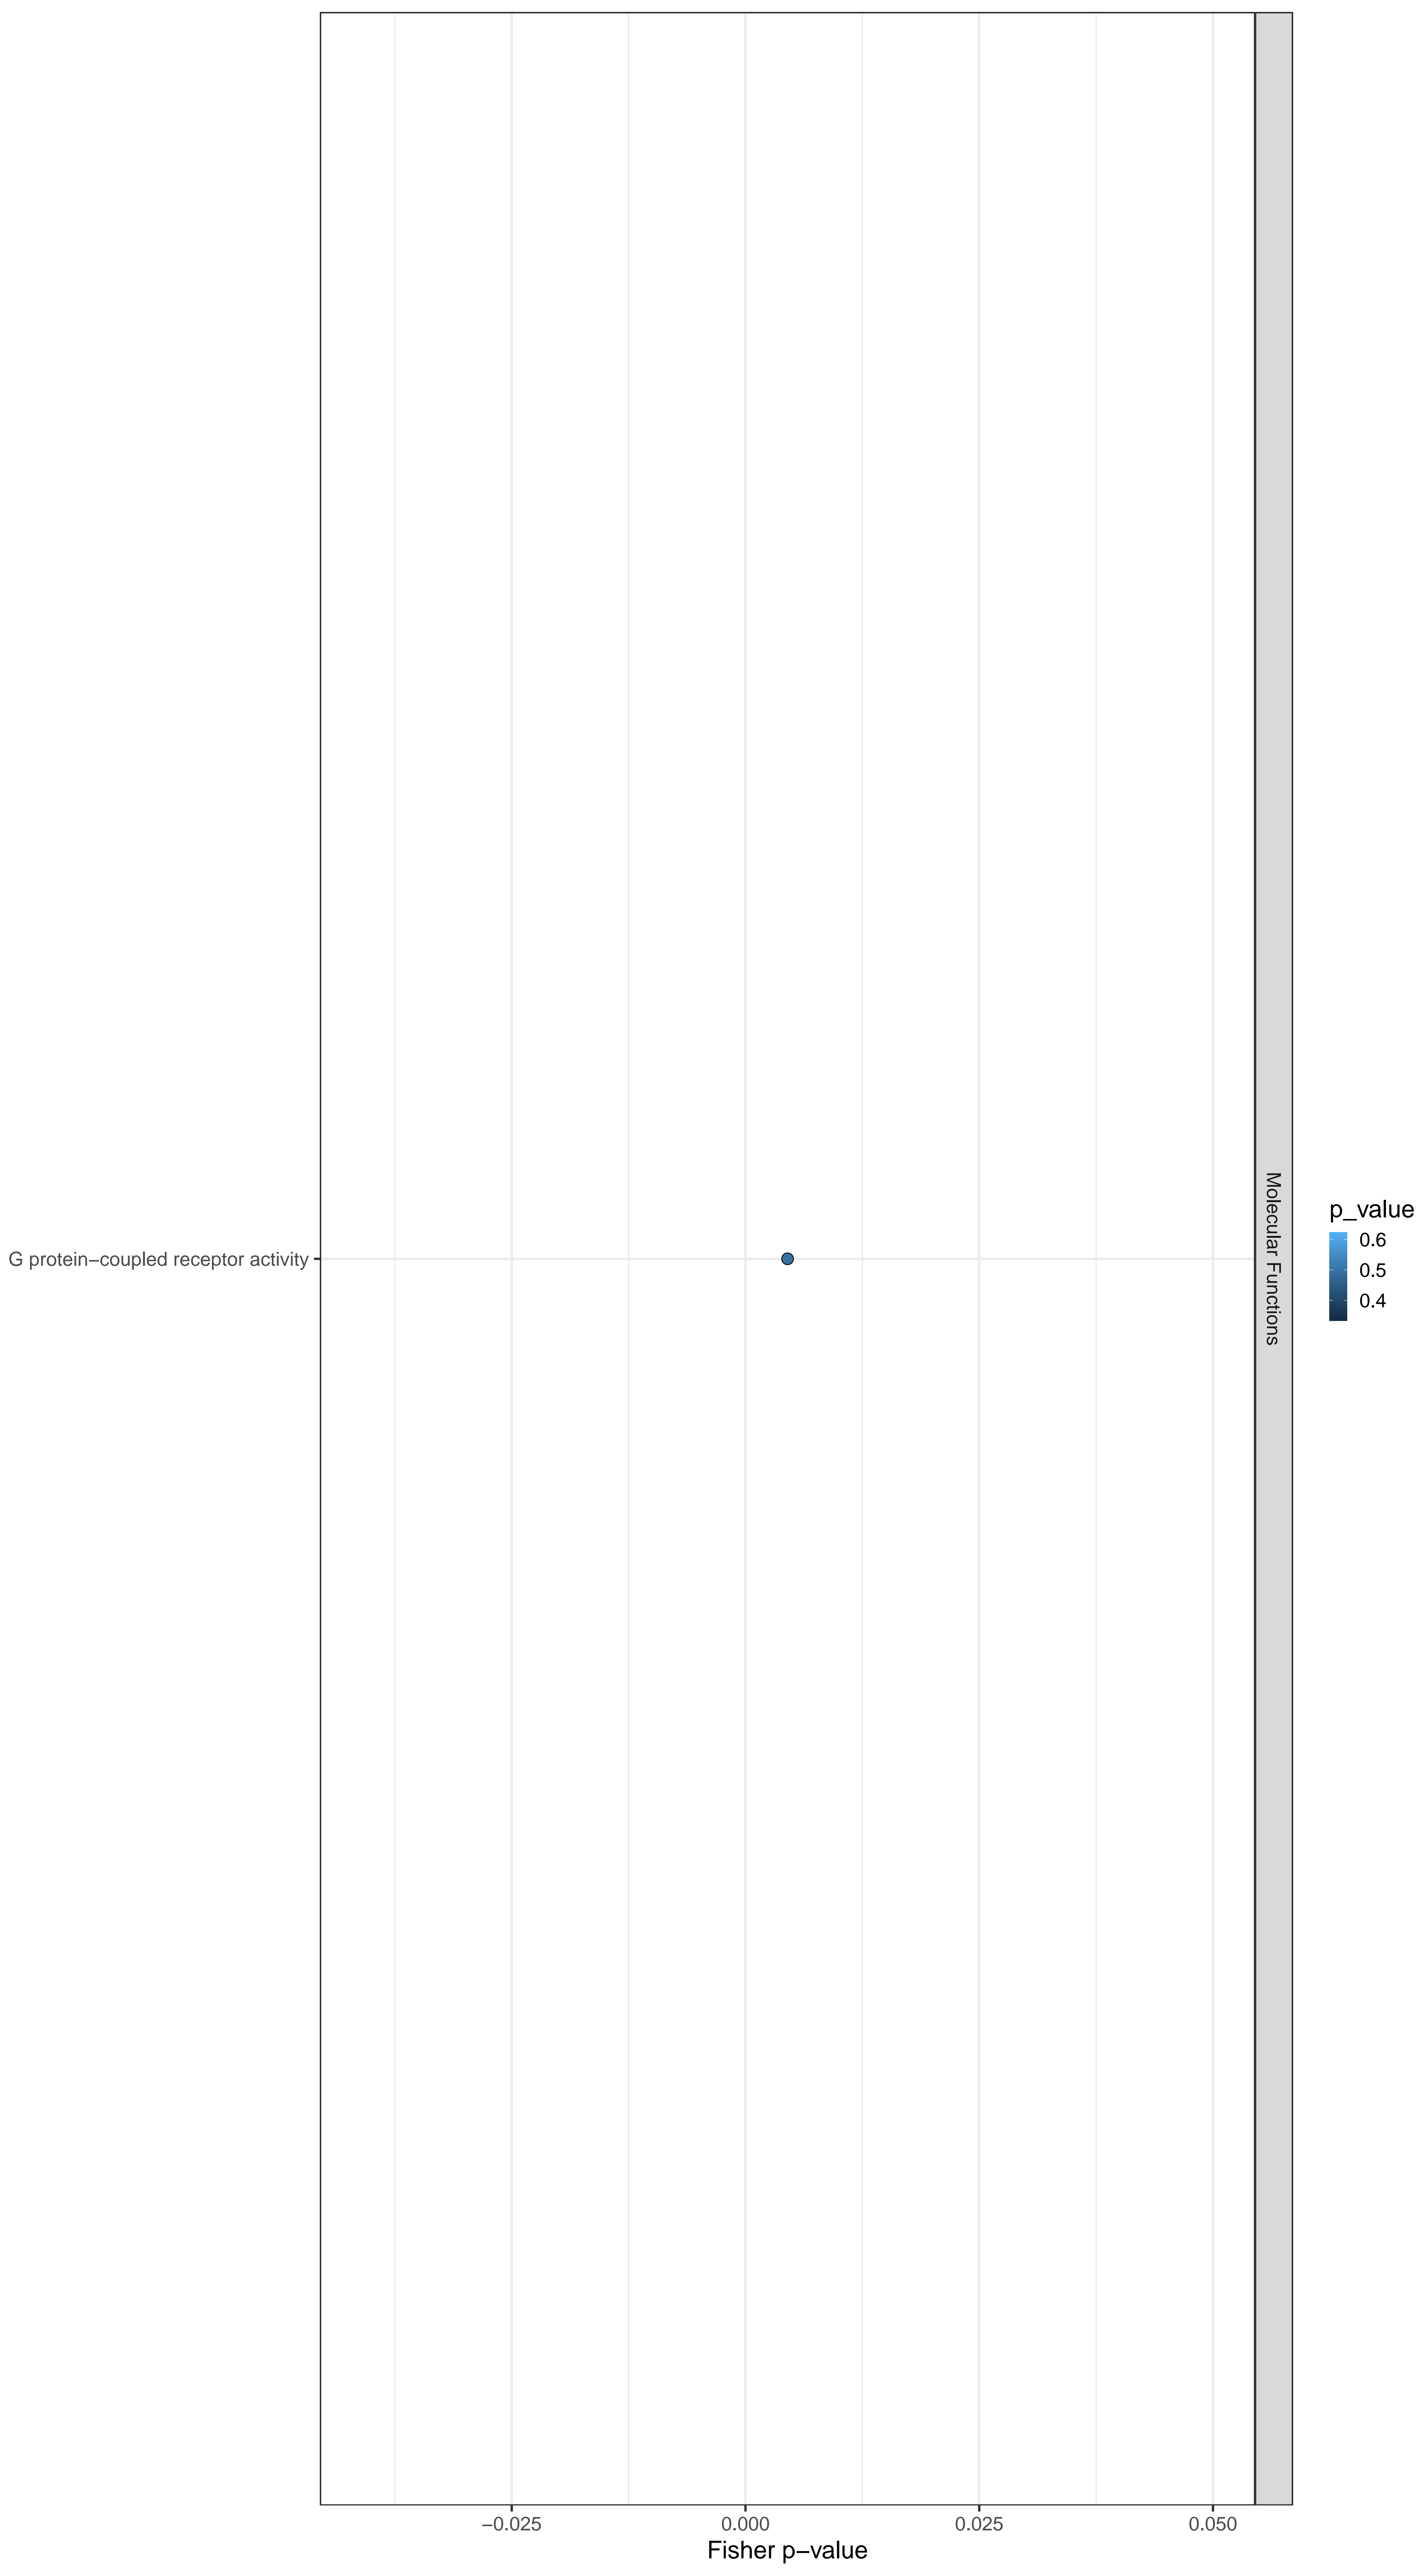 G protein−coupled receptor activity
Molecular Functions
p_value
0.6
0.5
0.4
−0.025
0.000
0.025
0.050
Fisher p−value